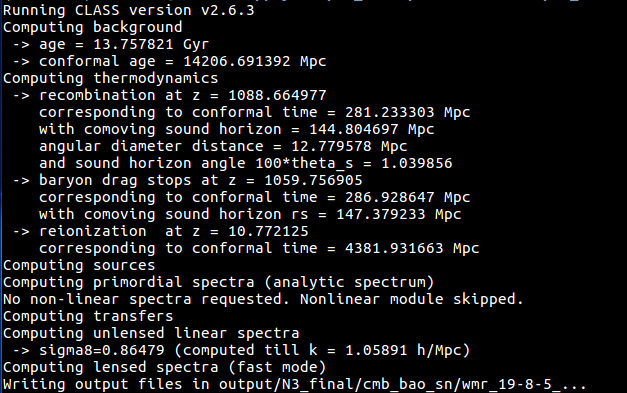 Running CLASS version v2.6.3
Computing background
 -> age = 13.757821 Gyr
 -> conformal age = 14206.691392 Mpc
Computing thermodynamics
 -> recombination at z = 1088.664977
    corresponding to conformal time = 281.233303 Mpc
    with comoving sound horizon = 144.804697 Mpc
    angular diameter distance = 12.779578 Mpc
    and sound horizon angle 100*theta_s = 1.039856
 -> baryon drag stops at z = 1059.756905
    corresponding to conformal time = 286.928647 Mpc
    with comoving sound horizon rs = 147.379233 Mpc
 -> reionization  at z = 10.772125
    corresponding to conformal time = 4381.931663 Mpc
Computing sources
Computing primordial spectra (analytic spectrum)
No non-linear spectra requested. Nonlinear module skipped.
Computing transfers
Computing unlensed linear spectra
 -> sigma8=0.86479 (computed till k = 1.05891 h/Mpc)
Computing lensed spectra (fast mode)
Writing output files in output/N3_final/cmb_bao_sn/wmr_19-8-5_...